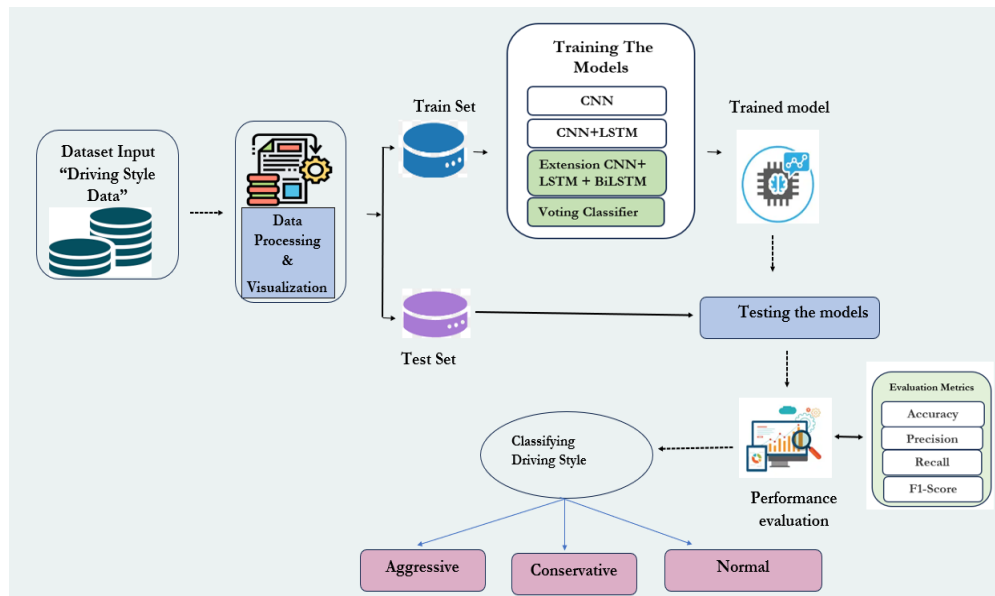 Dataset Input
“Driving Style
Data”
Data
Processing
&
Visualization
Train Set
Test Set
Training The
Models
CNN
CNN+LSTM
Extension CNN+
LSTM + BiLSTM
Voting Classifier
Trained model
Testing the models
Performance
evaluation
Evaluation Metrics
Accuracy
Precision
Recall
F1-Score
Classifying
Driving Style
Aggressive
Conservative
Normal